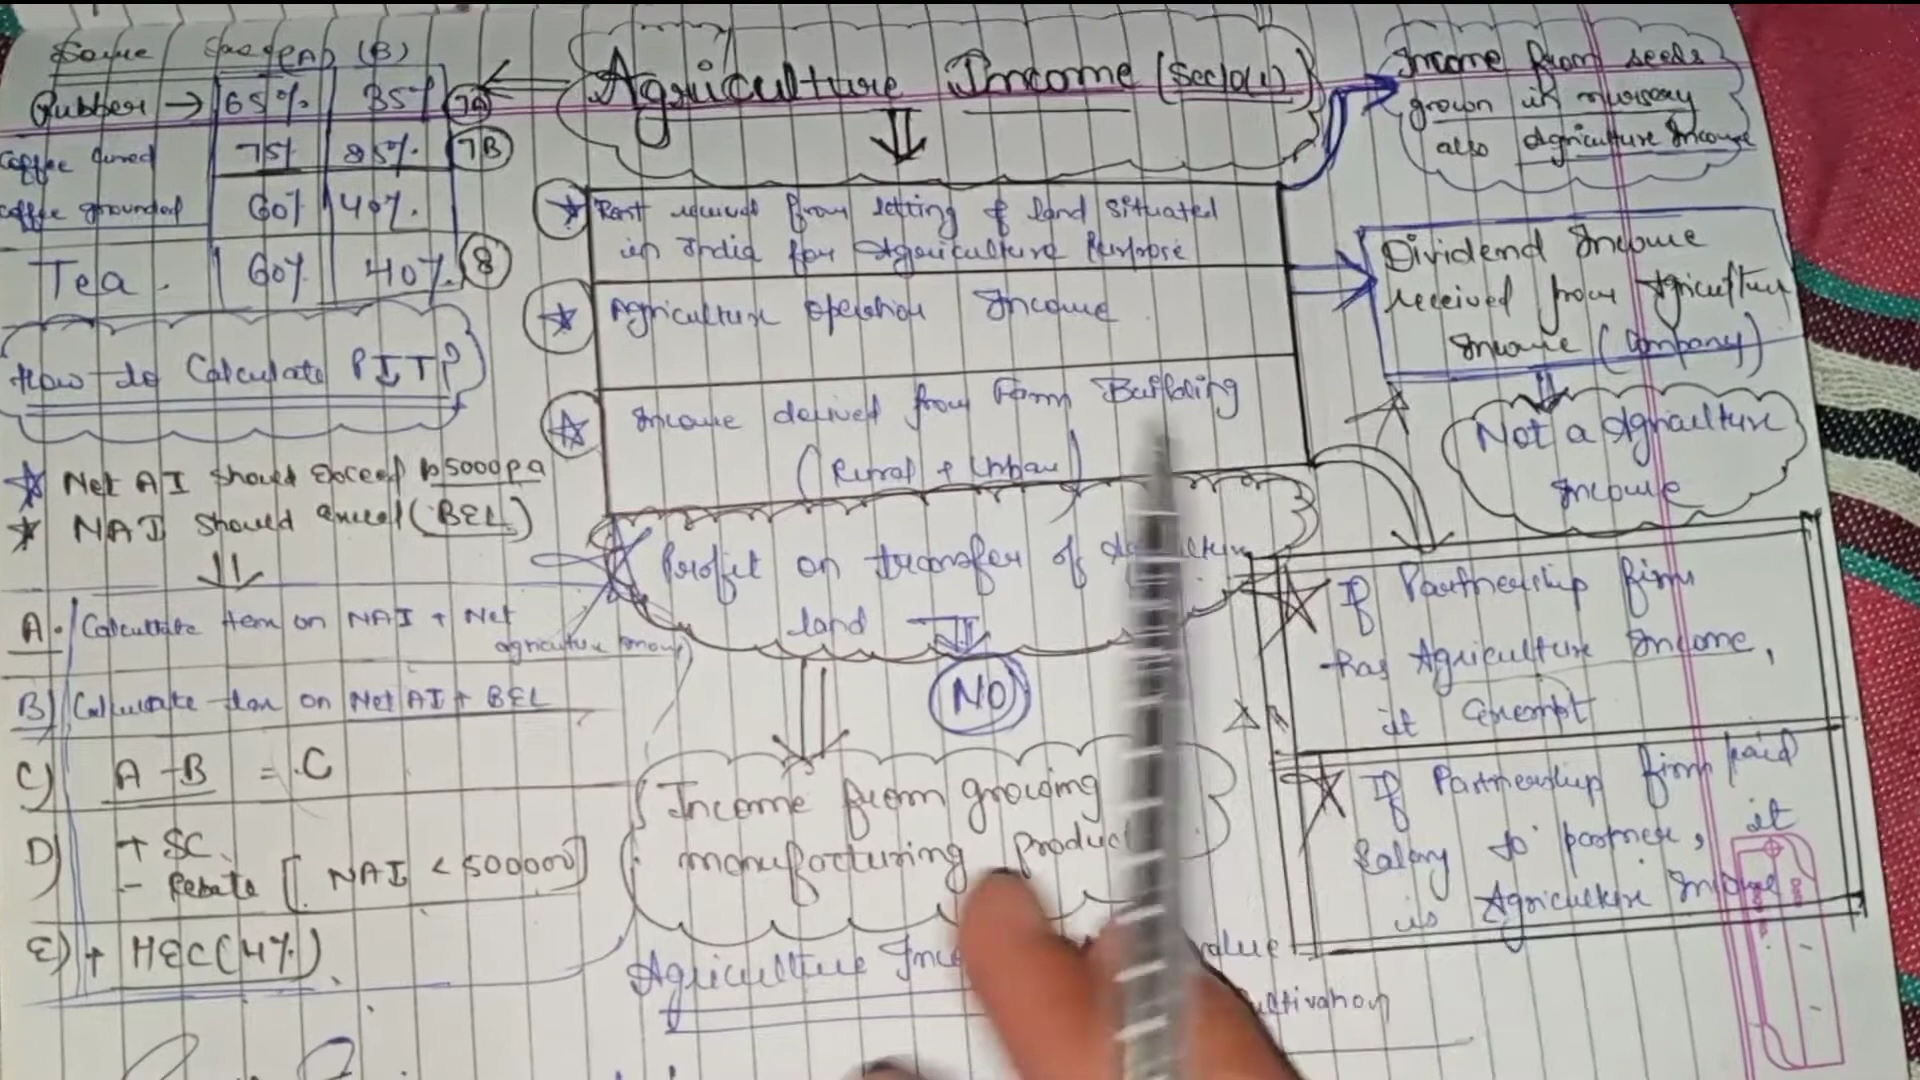 Some Cases (A) (B)
Rubber → 65% 35% 7A
Coffee Cured 75% 25% 7B
Coffee grounded 60% 40%
Tea. 60% 40% 8
How to Calculate PIT?
Net AI should exceed ₹5000 pa
NAI should exceed (BEL)
A. Calculate tax on NAI + Net
agriculture income
B) Calculate tax on Net AI + BEL
C) A - B = C
D) + SC
- Rebate [NAI < 500000]
E) + HEC (4%)
Agriculture Income (Sec 10(1))
Rent received from letting of land situated
in India for Agriculture Purpose
Agriculture operation Income
Income derived from Farm Building
(Rural + Urban)
Profit on transfer of
land
NO
Income from growing
manufacturing
Agriculture
value
Income from seeds
grown in nursery
also Agriculture Income
Dividend Income
received from Agriculture
Income (Company)
Not a Agriculture
Income
If Partnership firm
has Agriculture Income,
it exempt
If Partnership firm paid
Salary to partner, it
is Agriculture Income